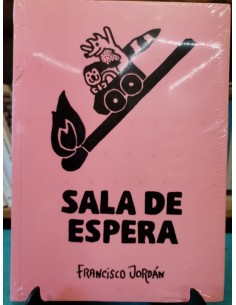 SALA DE
ESPERA
FRANCISCO JORDÁN